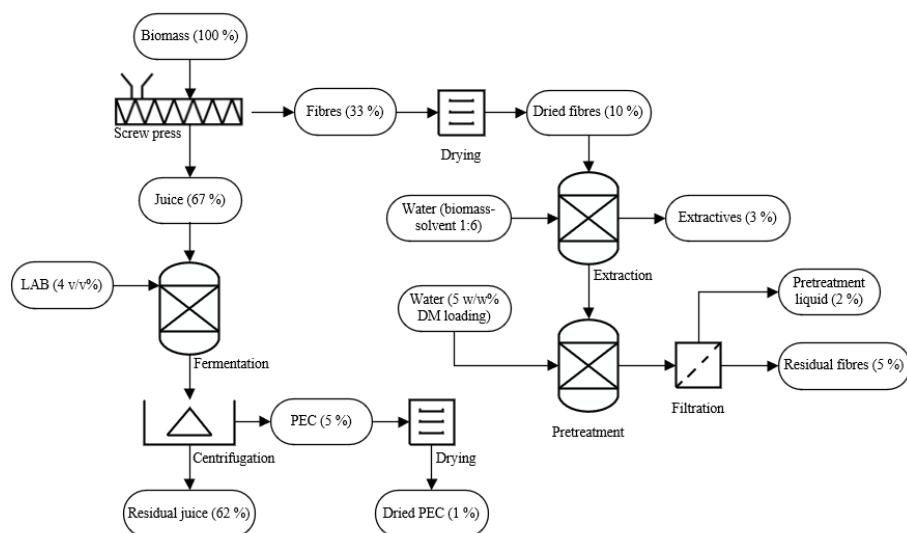 Biomass (100 %)
Screw press
Fibres (33 %)
Drying
Dried fibres (10 %)
Juice (67 %)
Water (biomass-
solvent 1:6)
Extractives (3 %)
Extraction
LAB (4 v/v%)
Fermentation
Water (5 w/w%
DM loading)
Pretreatment
Pretreatment
liquid (2 %)
Residual fibres (5 %)
Filtration
PEC (5 %)
Centrifugation
Drying
Residual juice (62 %)
Dried PEC (1 %)